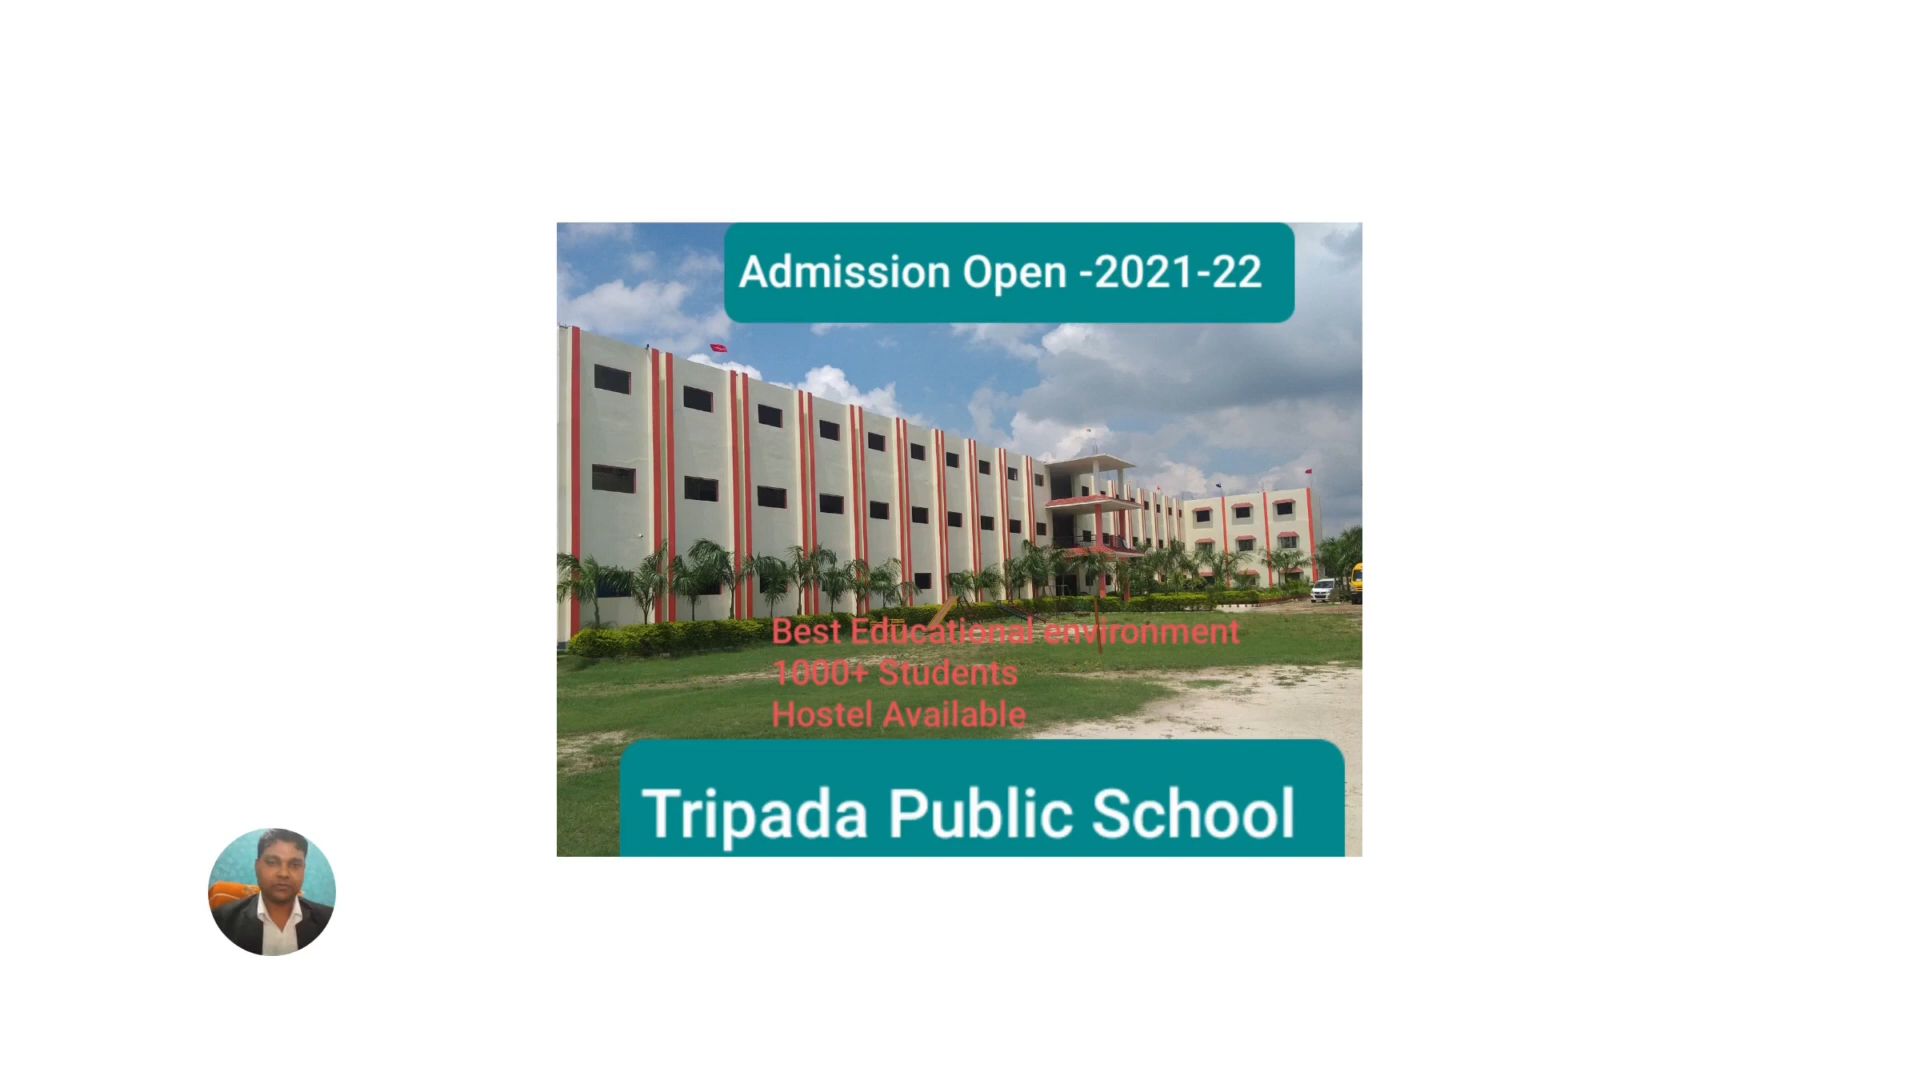 Admission Open -2021-22
Best Educational environment
1000+ Students
Hostel Available
Tripada Public School